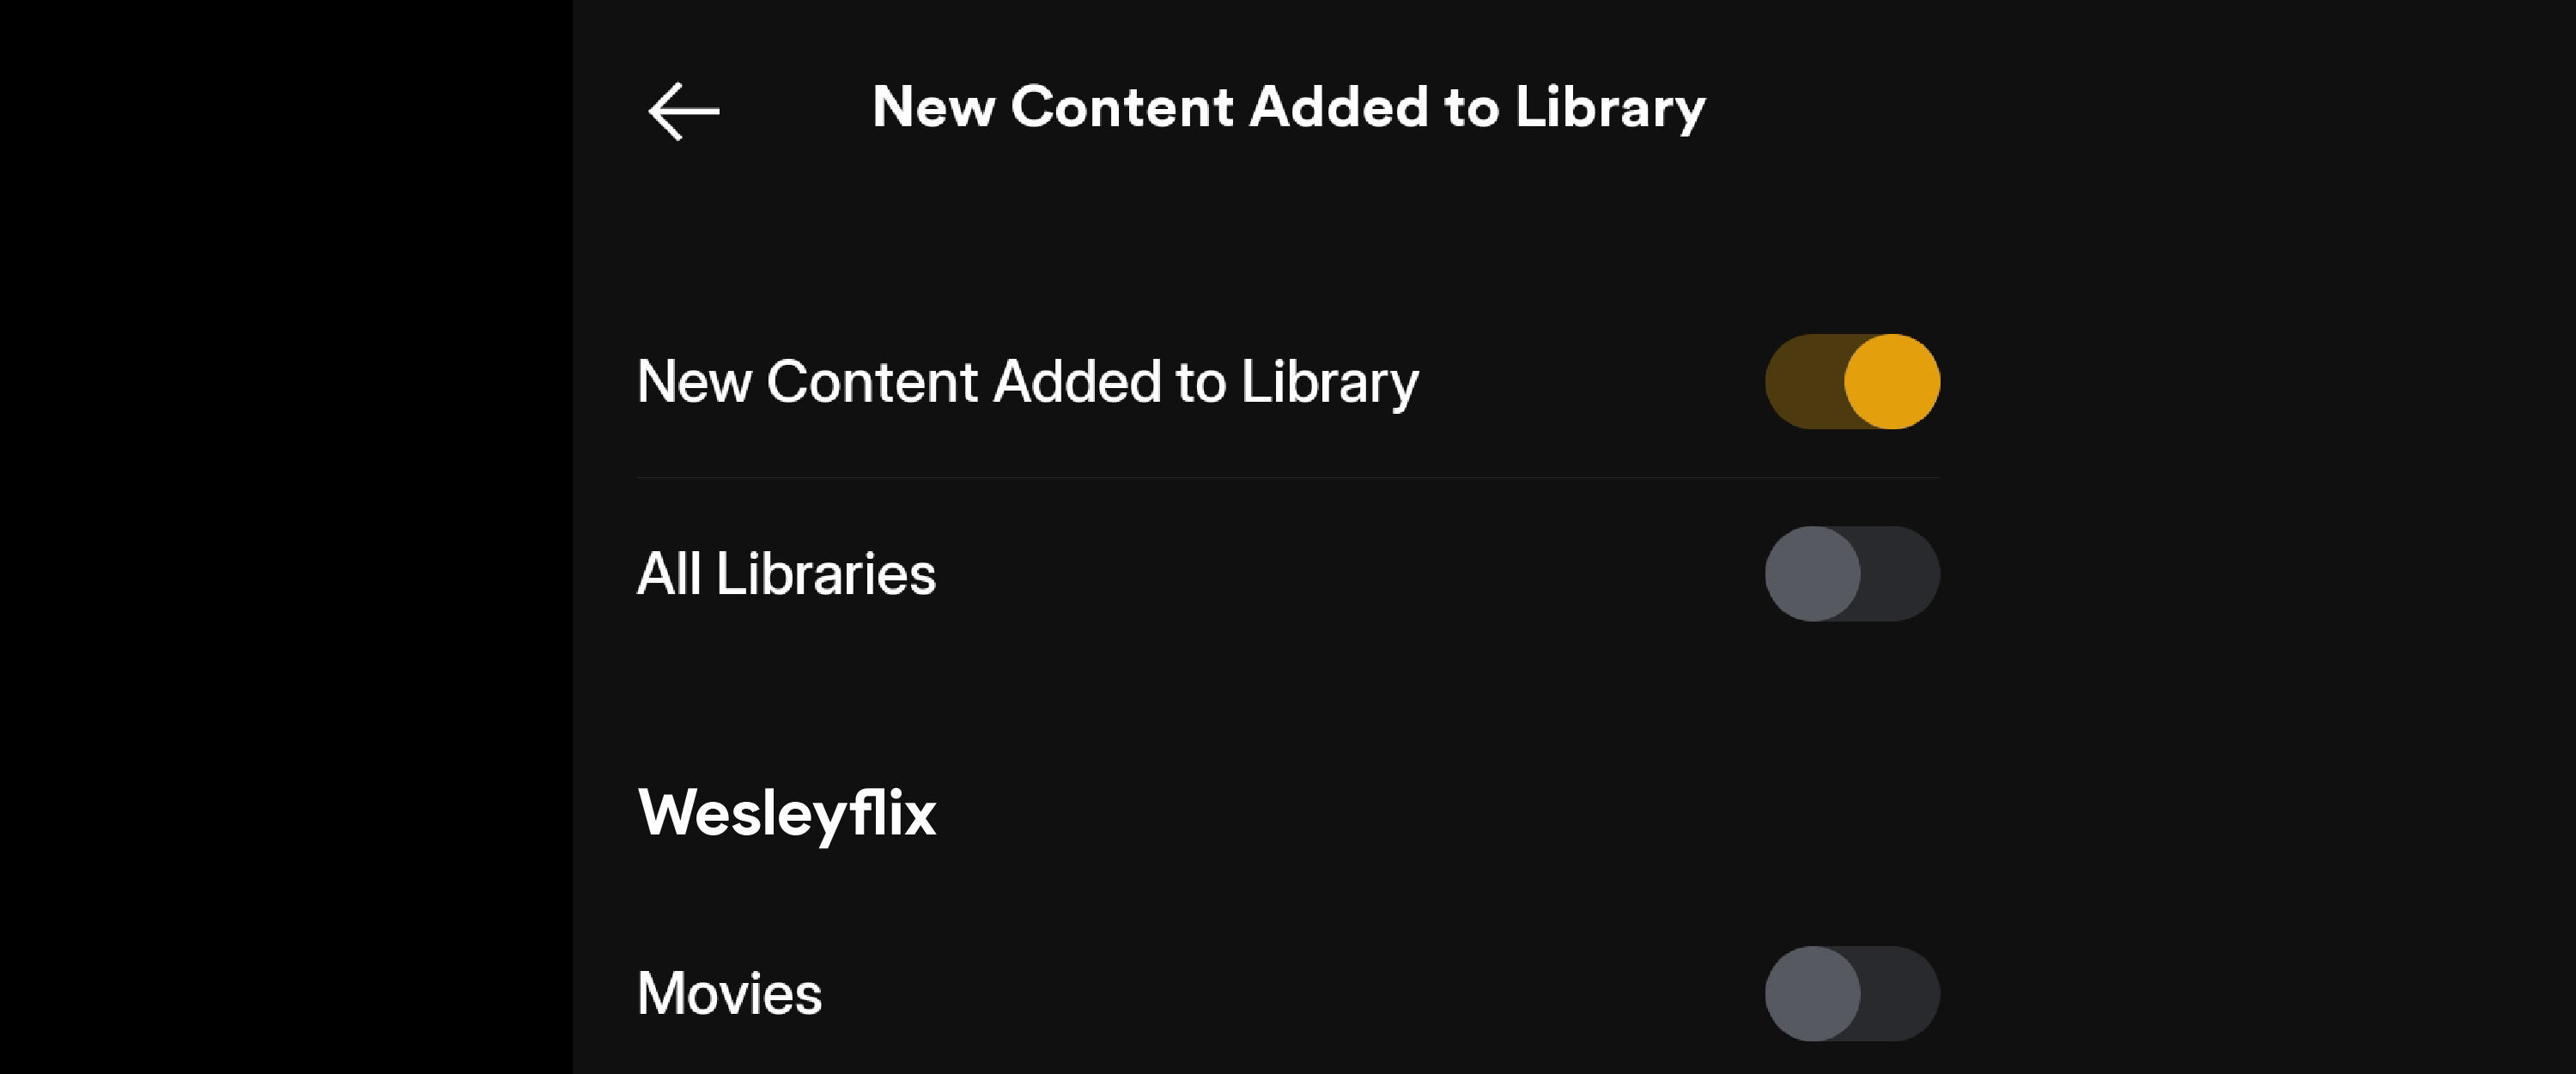 New Content Added to Library
New Content Added to Library
All Libraries
Wesleyflix
Movies